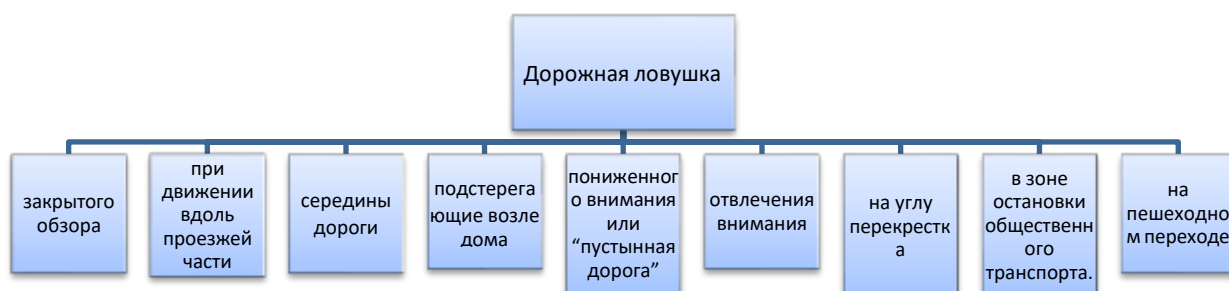 Дорожная ловушка
закрытого
обзора
при
движении
вдоль
проезжей
части
середины
дороги
подстерега
ющие возле
дома
пониженног
о внимания
или
“пустынная
дорога”
отвлечения
внимания
на углу
перекрестк
а
в зоне
остановки
общественн
ого
транспорта.
на
пешеходно
м переходе